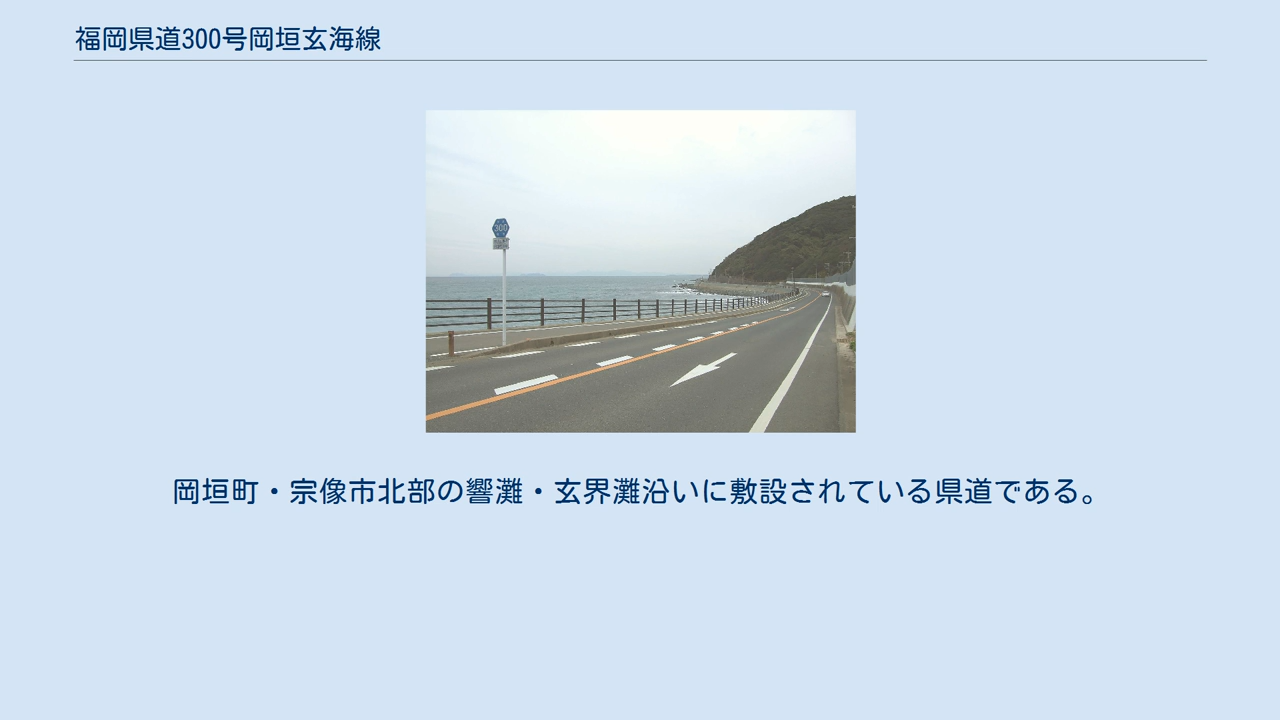 福岡県道300号岡垣玄海線
300
岡垣町・宗像市北部の響灘・玄界灘沿いに敷設されている県道である。